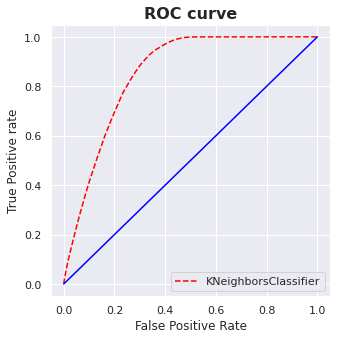 ROC curve
1.0
0.8
0.6
0.4
0.2
0.0
True Positive rate
KNeighborsClassifier
0.0 0.2 0.4 0.6 0.8 1.0
False Positive Rate